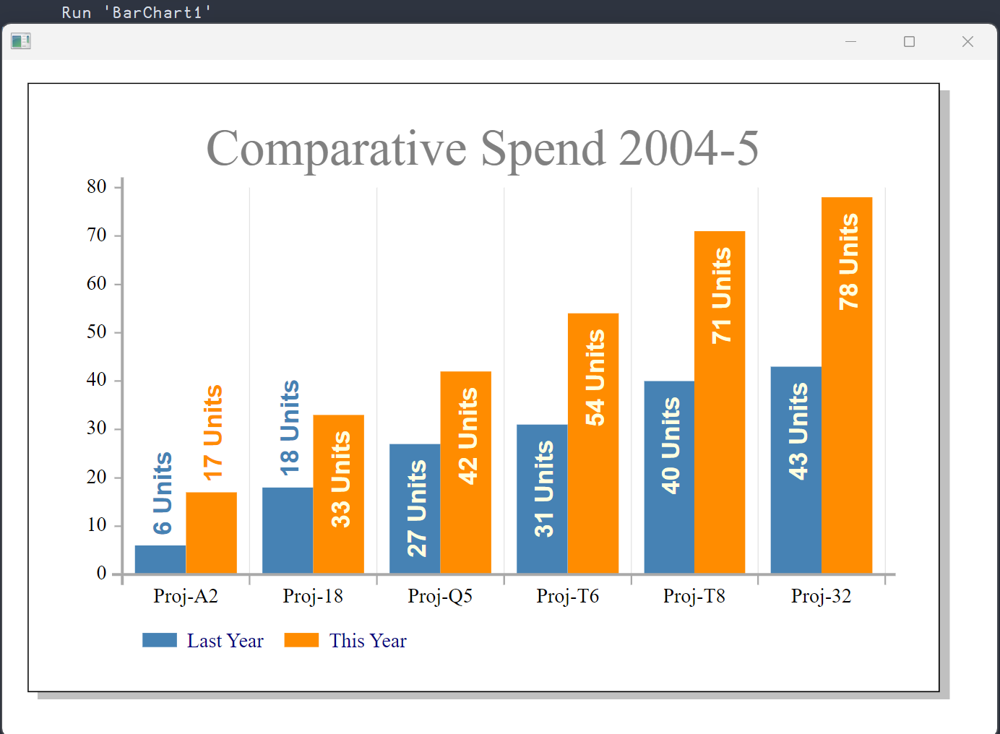 Run 'BarChart1'
Comparative Spend 2004-5
80
70
60
50
40
30
20
10
0
6 Units
17 Units
18 Units
33 Units
27 Units
42 Units
31 Units
54 Units
40 Units
71 Units
43 Units
78 Units
Proj-A2 Proj-18 Proj-Q5 Proj-T6 Proj-T8 Proj-32
Last Year This Year